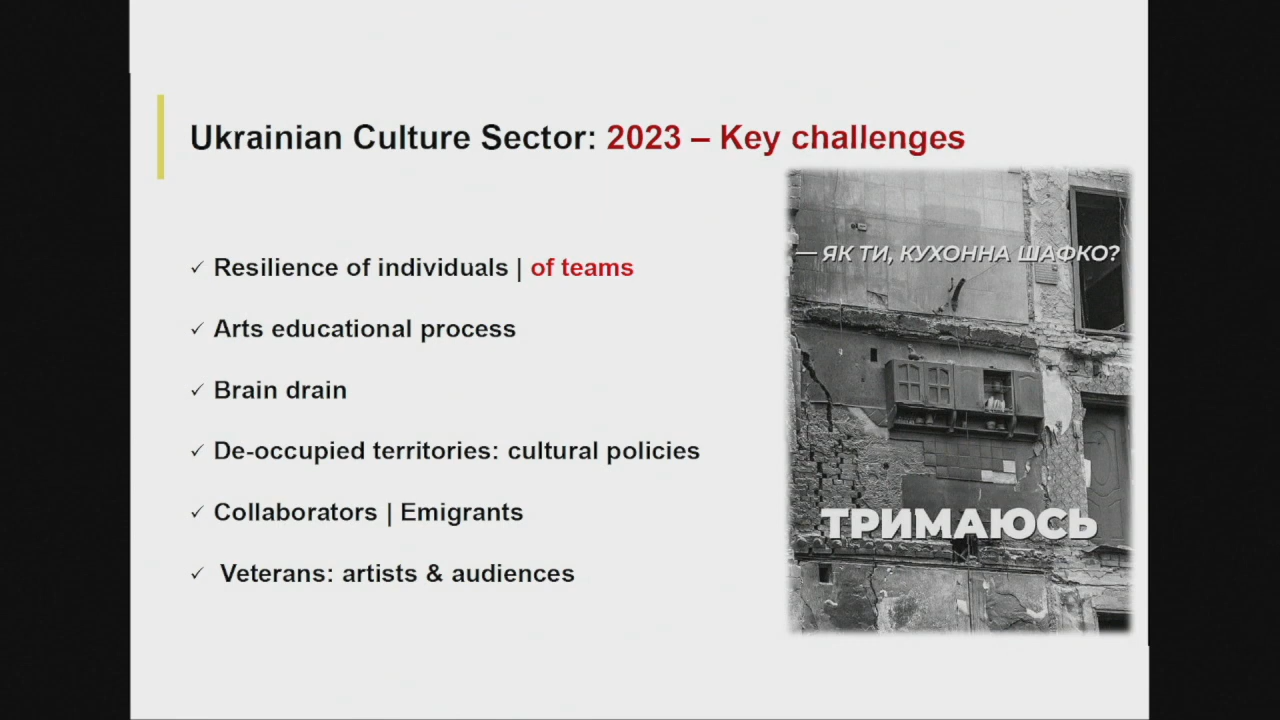 Ukrainian Culture Sector: 2023 – Key challenges
✓ Resilience of individuals | of teams
✓ Arts educational process
✓ Brain drain
✓ De-occupied territories: cultural policies
✓ Collaborators | Emigrants
✓ Veterans: artists & audiences
— ЯК ТИ, КУХОННА ШАФКО?
ТРИМАЮСЬ